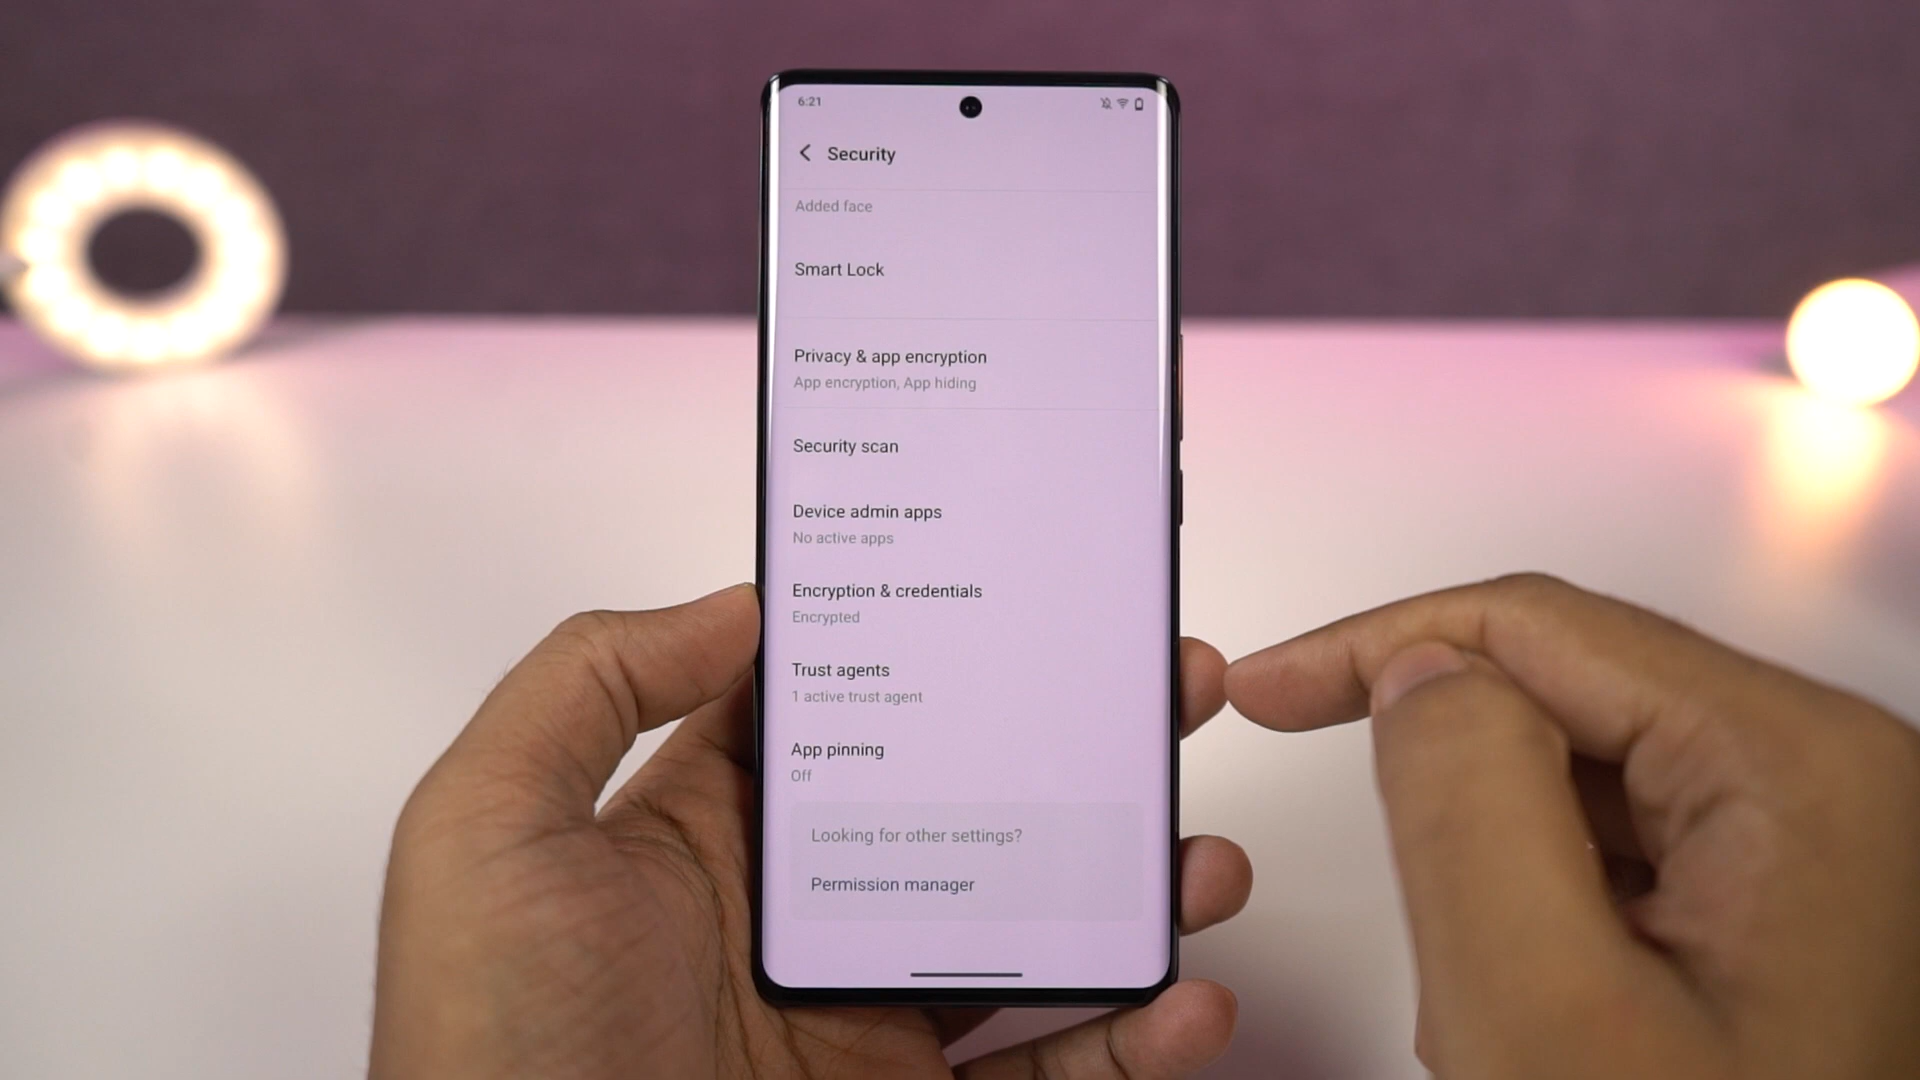 6:21
Security
Added face
Smart Lock
Privacy & app encryption
App encryption, App hiding
Security scan
Device admin apps
No active apps
Encryption & credentials
Encrypted
Trust agents
1 active trust agent
App pinning
Off
Looking for other settings?
Permission manager